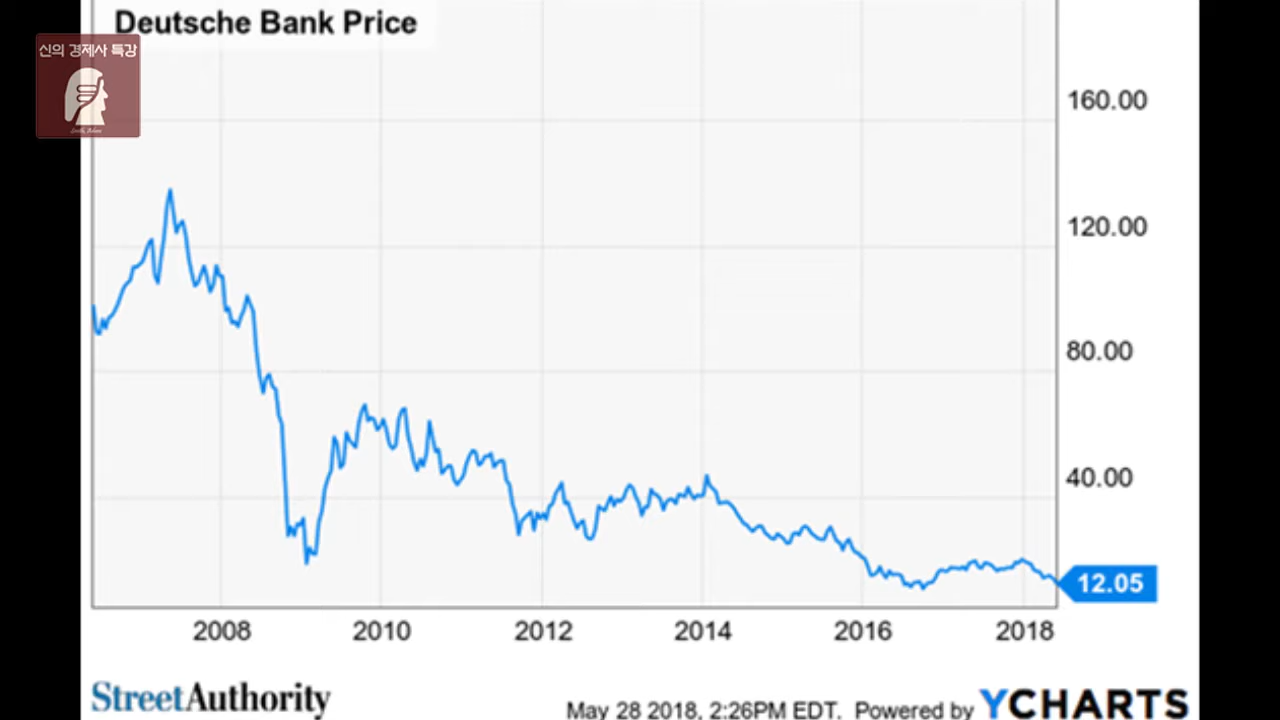 Deutsche Bank Price
신의 경제사 특강
160.00
120.00
80.00
40.00
12.05
2008 2010 2012 2014 2016 2018
StreetAuthority
May 28 2018, 2:26PM EDT. Powered by YCHARTS